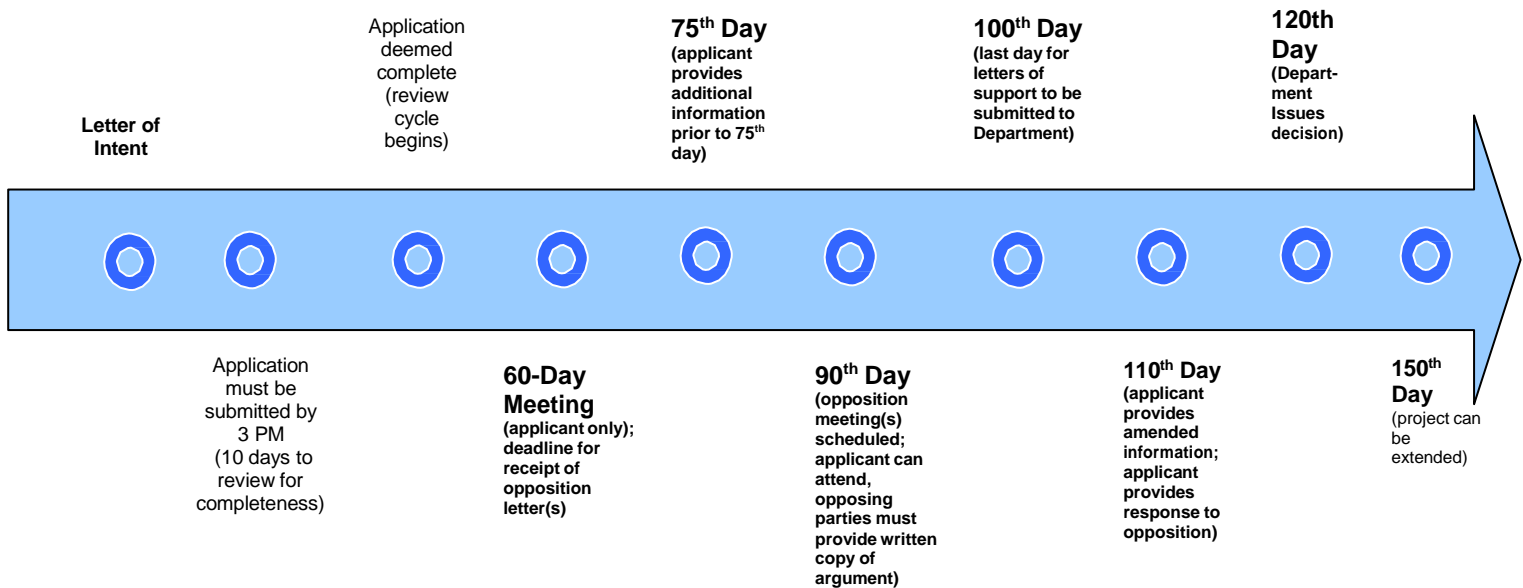 Letter of
Intent
Application
must be
submitted by
3 PM
(10 days to
review for
completeness)
Application
deemed
complete
(review
cycle
begins)
60-Day
Meeting
(applicant only);
deadline for
receipt of
opposition
letter(s)
75th Day
(applicant
provides
additional
information
prior to 75th
day)
90th Day
(opposition
meeting(s)
scheduled;
applicant can
attend,
opposing
parties must
provide written
copy of
argument)
100th Day
(last day for
letters of
support to be
submitted to
Department)
110th Day
(applicant
provides
amended
information;
applicant
provides
response to
opposition)
120th
Day
(Depart-
ment
Issues
decision)
150th
Day
(project can
be
extended)